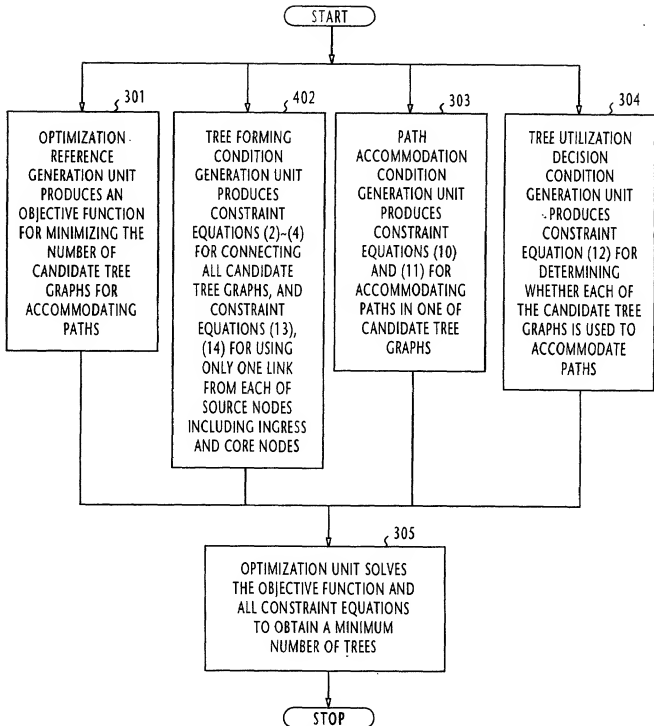 START
301
OPTIMIZATION
REFERENCE
GENERATION UNIT
PRODUCES AN
OBJECTIVE FUNCTION
FOR MINIMIZING THE
NUMBER OF
CANDIDATE TREE
GRAPHS FOR
ACCOMMODATING
PATHS
402
TREE FORMING
CONDITION
GENERATION UNIT
PRODUCES
CONSTRAINT
EQUATIONS (2)~(4)
FOR CONNECTING
ALL CANDIDATE
TREE GRAPHS, AND
CONSTRAINT
EQUATIONS (13),
(14) FOR USING
ONLY ONE LINK
FROM EACH OF
SOURCE NODES
INCLUDING INGRESS
AND CORE NODES
303
PATH
ACCOMMODATION
CONDITION
GENERATION UNIT
PRODUCES
CONSTRAINT
EQUATIONS (10)
AND (11) FOR
ACCOMMODATING
PATHS IN ONE OF
CANDIDATE TREE
GRAPHS
304
TREE UTILIZATION
DECISION
CONDITION
GENERATION UNIT
PRODUCES
CONSTRAINT
EQUATION (12) FOR
DETERMINING
WHETHER EACH OF
THE CANDIDATE TREE
GRAPHS IS USED TO
ACCOMMODATE
PATHS.
305
OPTIMIZATION UNIT SOLVES
THE OBJECTIVE FUNCTION AND
ALL CONSTRAINT EQUATIONS
TO OBTAIN A MINIMUM
NUMBER OF TREES
STOP